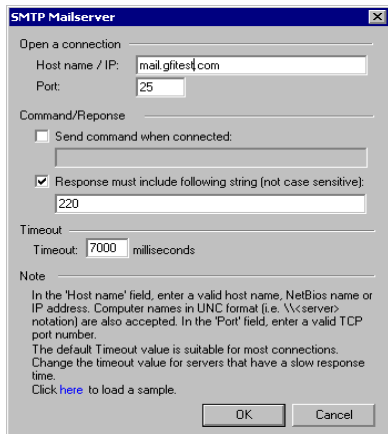 SMTP Mailserver
Open a connection
Host name / IP: mail.gfitest.com
Port: 25
Command/Reponse
Send command when connected:
Response must include following string (not case sensitive):
220
Timeout
Timeout: 7000 milliseconds
Note
In the 'Host name' field, enter a valid host name, NetBios name or
IP address. Computer names in UNC format (i.e. \\<server>
notation) are also accepted. In the 'Port' field, enter a valid TCP
port number.
The default Timeout value is suitable for most connections.
Change the timeout value for servers that have a slow response
time.
Click here to load a sample.
OK Cancel